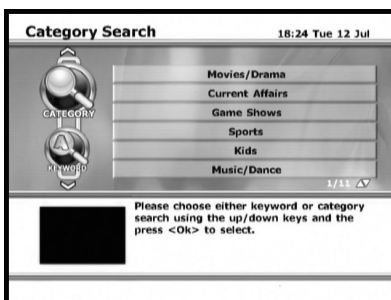 Category Search
18:24 Tue 12 Jul
CATEGORY
KEYWORD
Movies/Drama
Current Affairs
Game Shows
Sports
Kids
Music/Dance
1/11
Please choose either keyword or category
search using the up/down keys and the
press <Ok> to select.